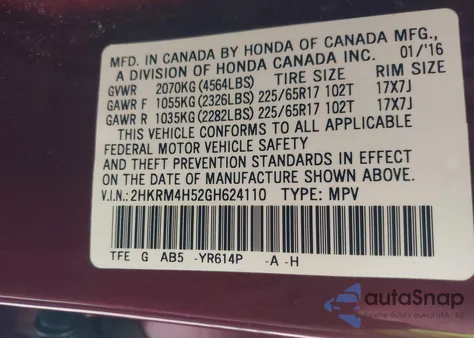 MFD. IN CANADA BY HONDA OF CANADA MFG.,
A DIVISION OF HONDA CANADA INC. 01/'16
GVWR 2070KG (4564LBS) TIRE SIZE RIM SIZE
GAWR F 1055KG (2326LBS) 225/65R17 102T 17X7J
GAWR R 1035KG (2282LBS) 225/65R17 102T 17X7J
THIS VEHICLE CONFORMS TO ALL APPLICABLE
FEDERAL MOTOR VEHICLE SAFETY
AND THEFT PREVENTION STANDARDS IN EFFECT
ON THE DATE OF MANUFACTURE SHOWN ABOVE.
V.I.N.: 2HKRM4H52GH624110 TYPE: MPV
TFE G AB5 -YR614P -A -H
autoSnap